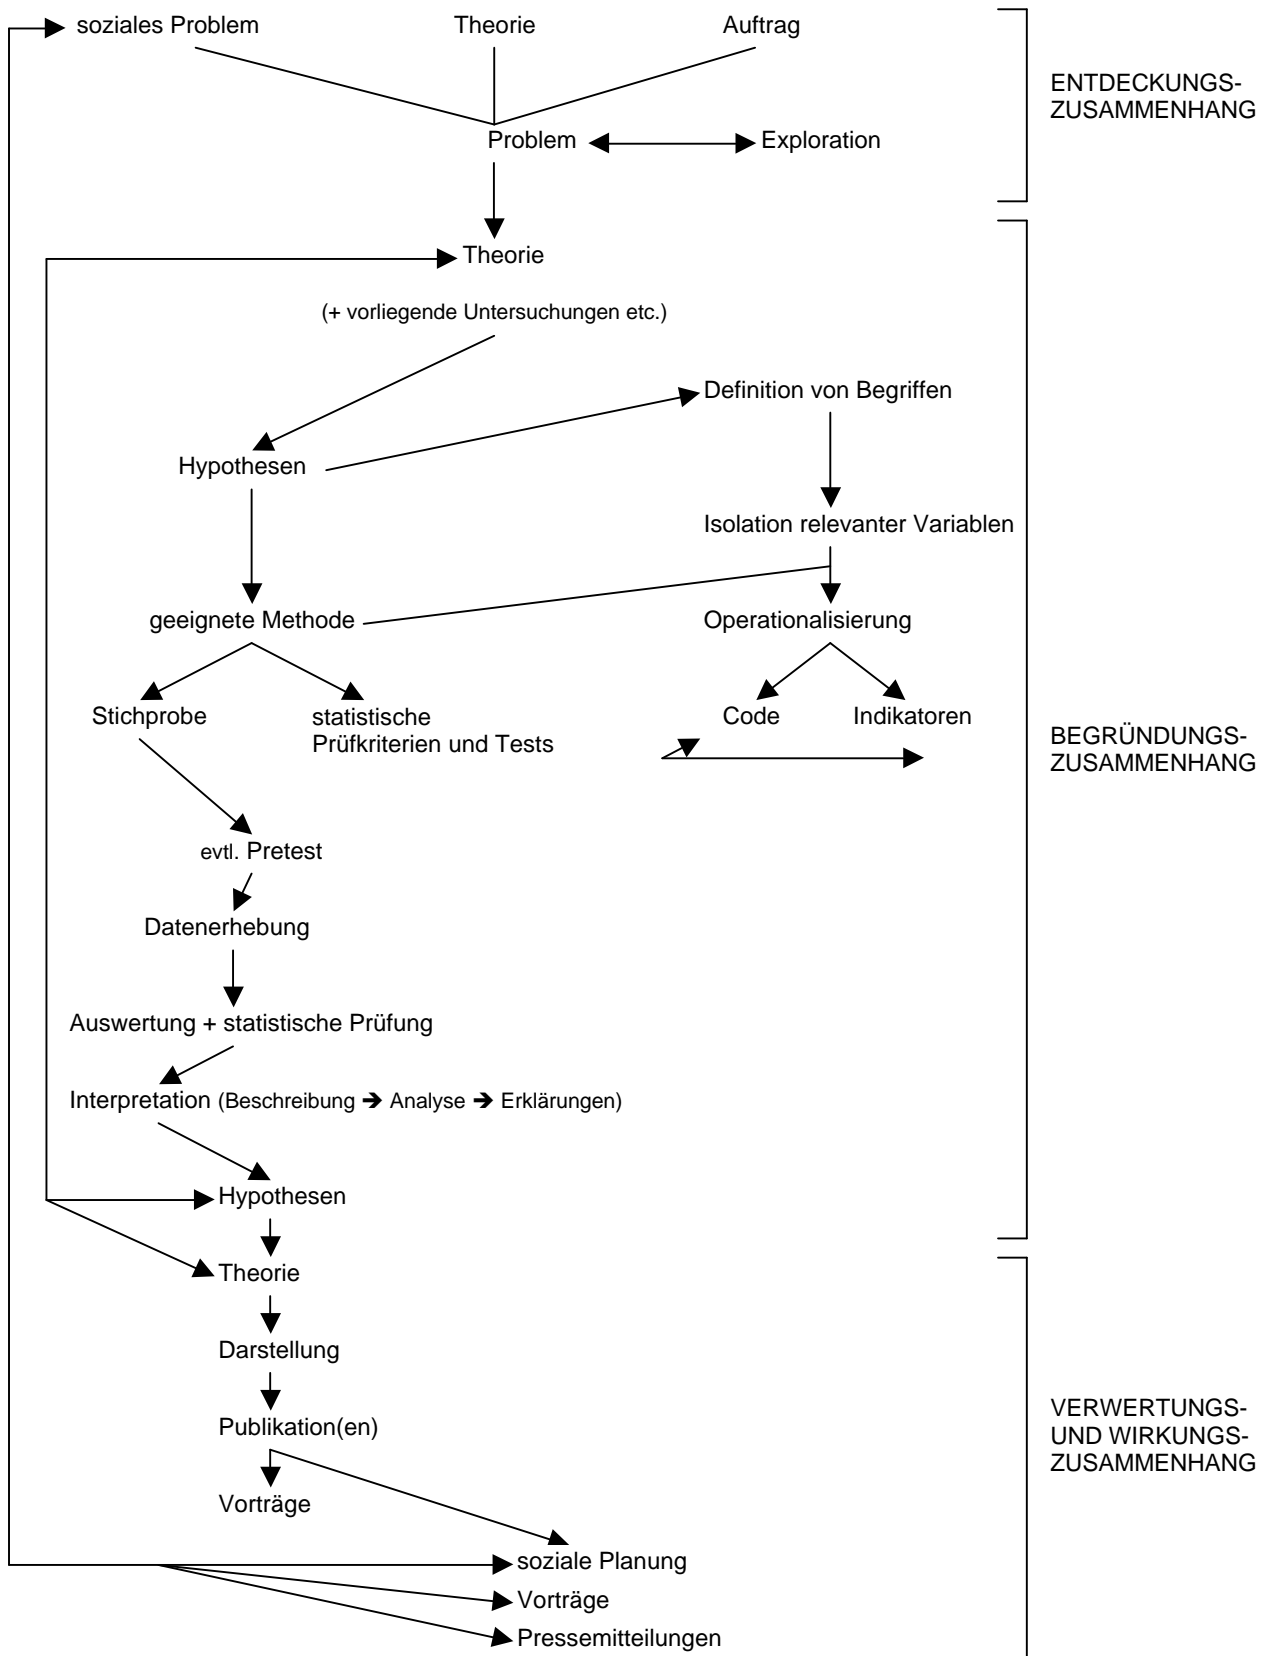 soziales Problem
Theorie
Auftrag
ENTDECKUNGS-
ZUSAMMENHANG
Problem
Exploration
Theorie
(+ vorliegende Untersuchungen etc.)
Definition von Begriffen
Hypothesen
Isolation relevanter Variablen
geeignete Methode
Operationalisierung
Stichprobe
statistische
Prüfkriterien und Tests
Code
Indikatoren
BEGRÜNDUNGS-
ZUSAMMENHANG
evtl. Pretest
Datenerhebung
Auswertung + statistische Prüfung
Interpretation (Beschreibung ➔ Analyse ➔ Erklärungen)
Hypothesen
Theorie
Darstellung
Publikation(en)
VERWERTUNGS-
UND WIRKUNGS-
ZUSAMMENHANG
Vorträge
soziale Planung
Vorträge
Pressemitteilungen